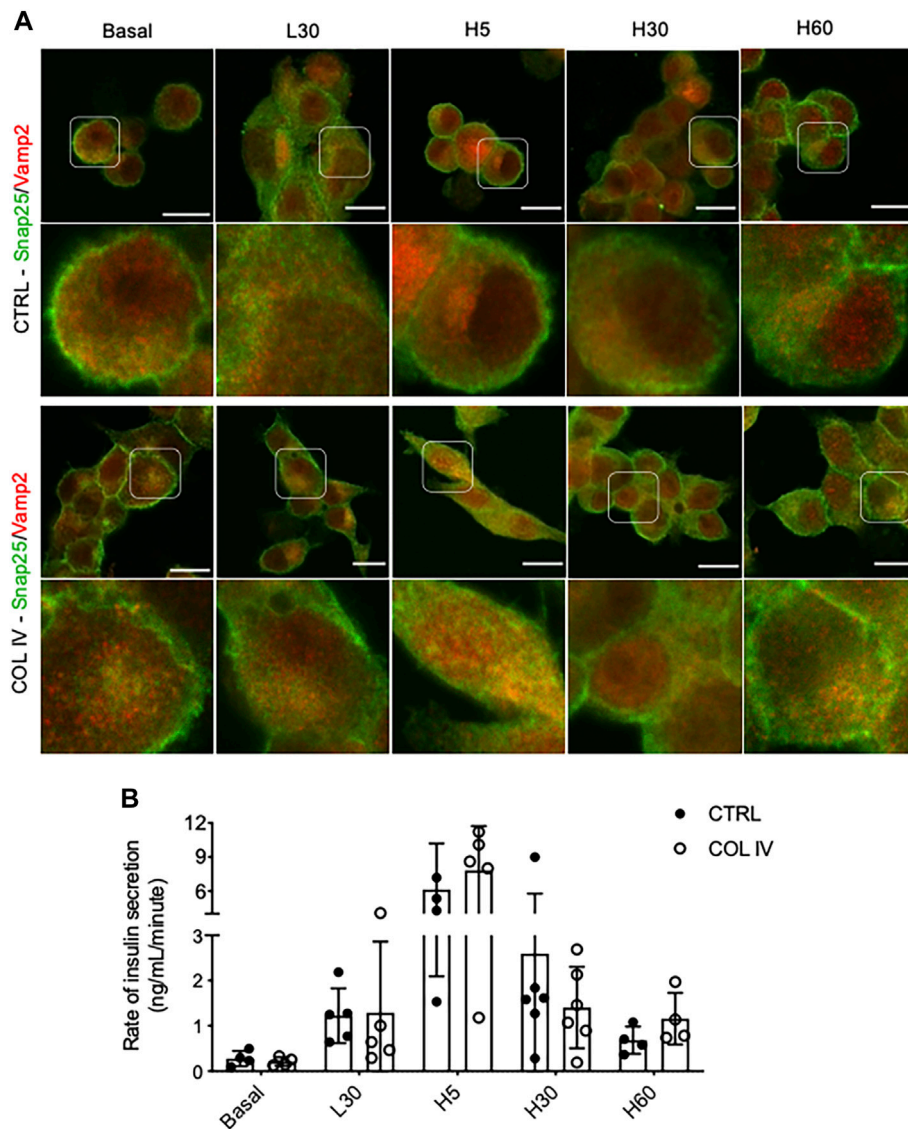 A
Basal L30 H5 H30 H60
CTRL - Snap25/Vamp2
COL IV - Snap25/Vamp2
B
CTRL
COL IV
Rate of insulin secretion
(ng/mL/minute)
12
9
6
3
2
1
0
Basal L30 H5 H30 H60